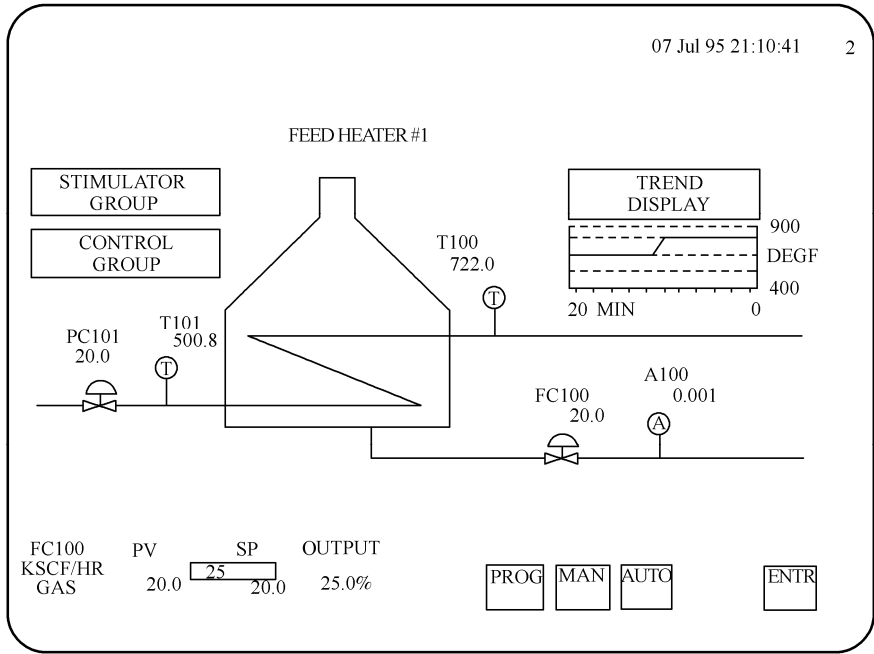 07 Jul 95 21:10:41 2
FEED HEATER #1
STIMULATOR
GROUP
CONTROL
GROUP
TREND
DISPLAY
900
DEGF
400
20 MIN 0
T100
722.0
T
PC101
20.0
T101
500.8
T
FC100
20.0
A100
0.001
A
FC100
KSCF/HR
GAS
PV
20.0
SP
25
20.0
OUTPUT
25.0%
PROG
MAN
AUTO
ENTR